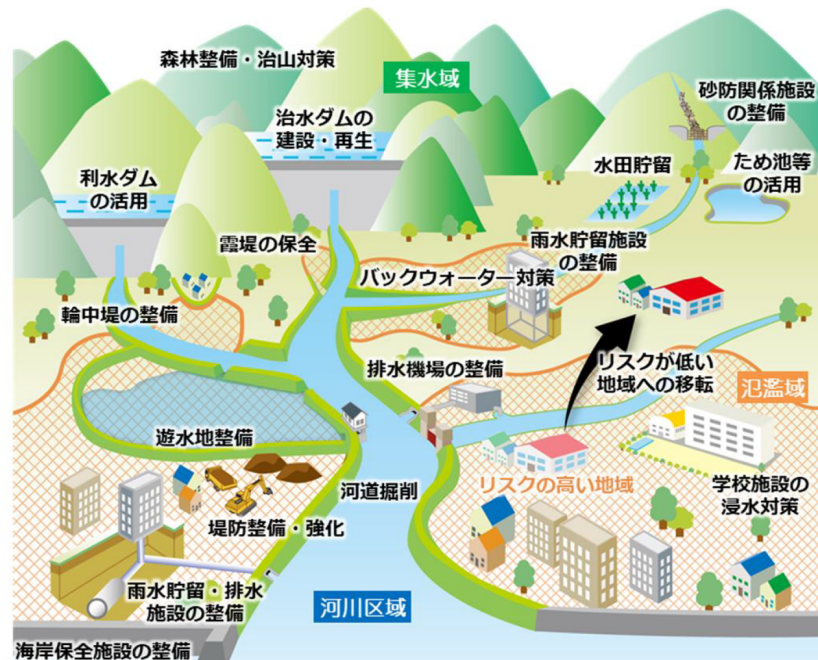 森林整備・治山対策
集水域
砂防関係施設
の整備
治水ダムの
建設・再生
水田貯留
ため池等
の活用
利水ダム
の活用
霞堤の保全
雨水貯留施設
の整備
バックウォーター対策
輪中堤の整備
排水機場の整備
リスクが低い
地域への移転
氾濫域
遊水地整備
リスクの高い地域
学校施設の
浸水対策
河道掘削
堤防整備・強化
雨水貯留・排水
施設の整備
河川区域
海岸保全施設の整備